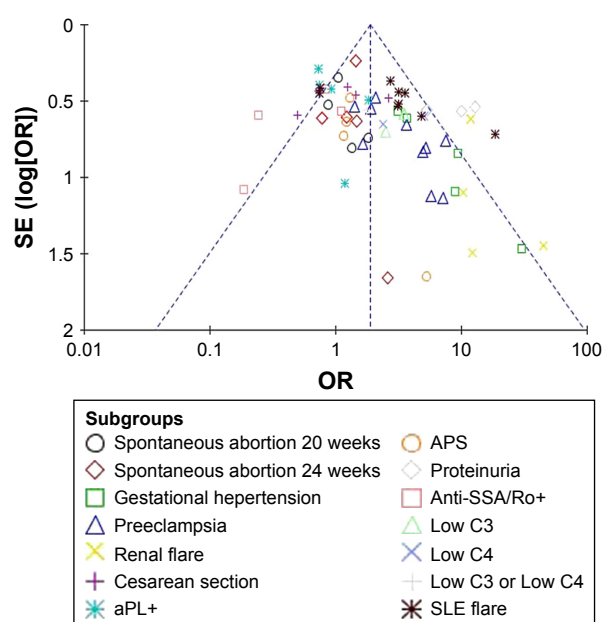 0
0.5
1
1.5
2
SE (log[OR])
0.01 0.1 1 10 100
OR
Subgroups
Spontaneous abortion 20 weeks
Spontaneous abortion 24 weeks
Gestational hepertension
Preeclampsia
Renal flare
Cesarean section
aPL+
APS
Proteinuria
Anti-SSA/Ro+
Low C3
Low C4
Low C3 or Low C4
SLE flare